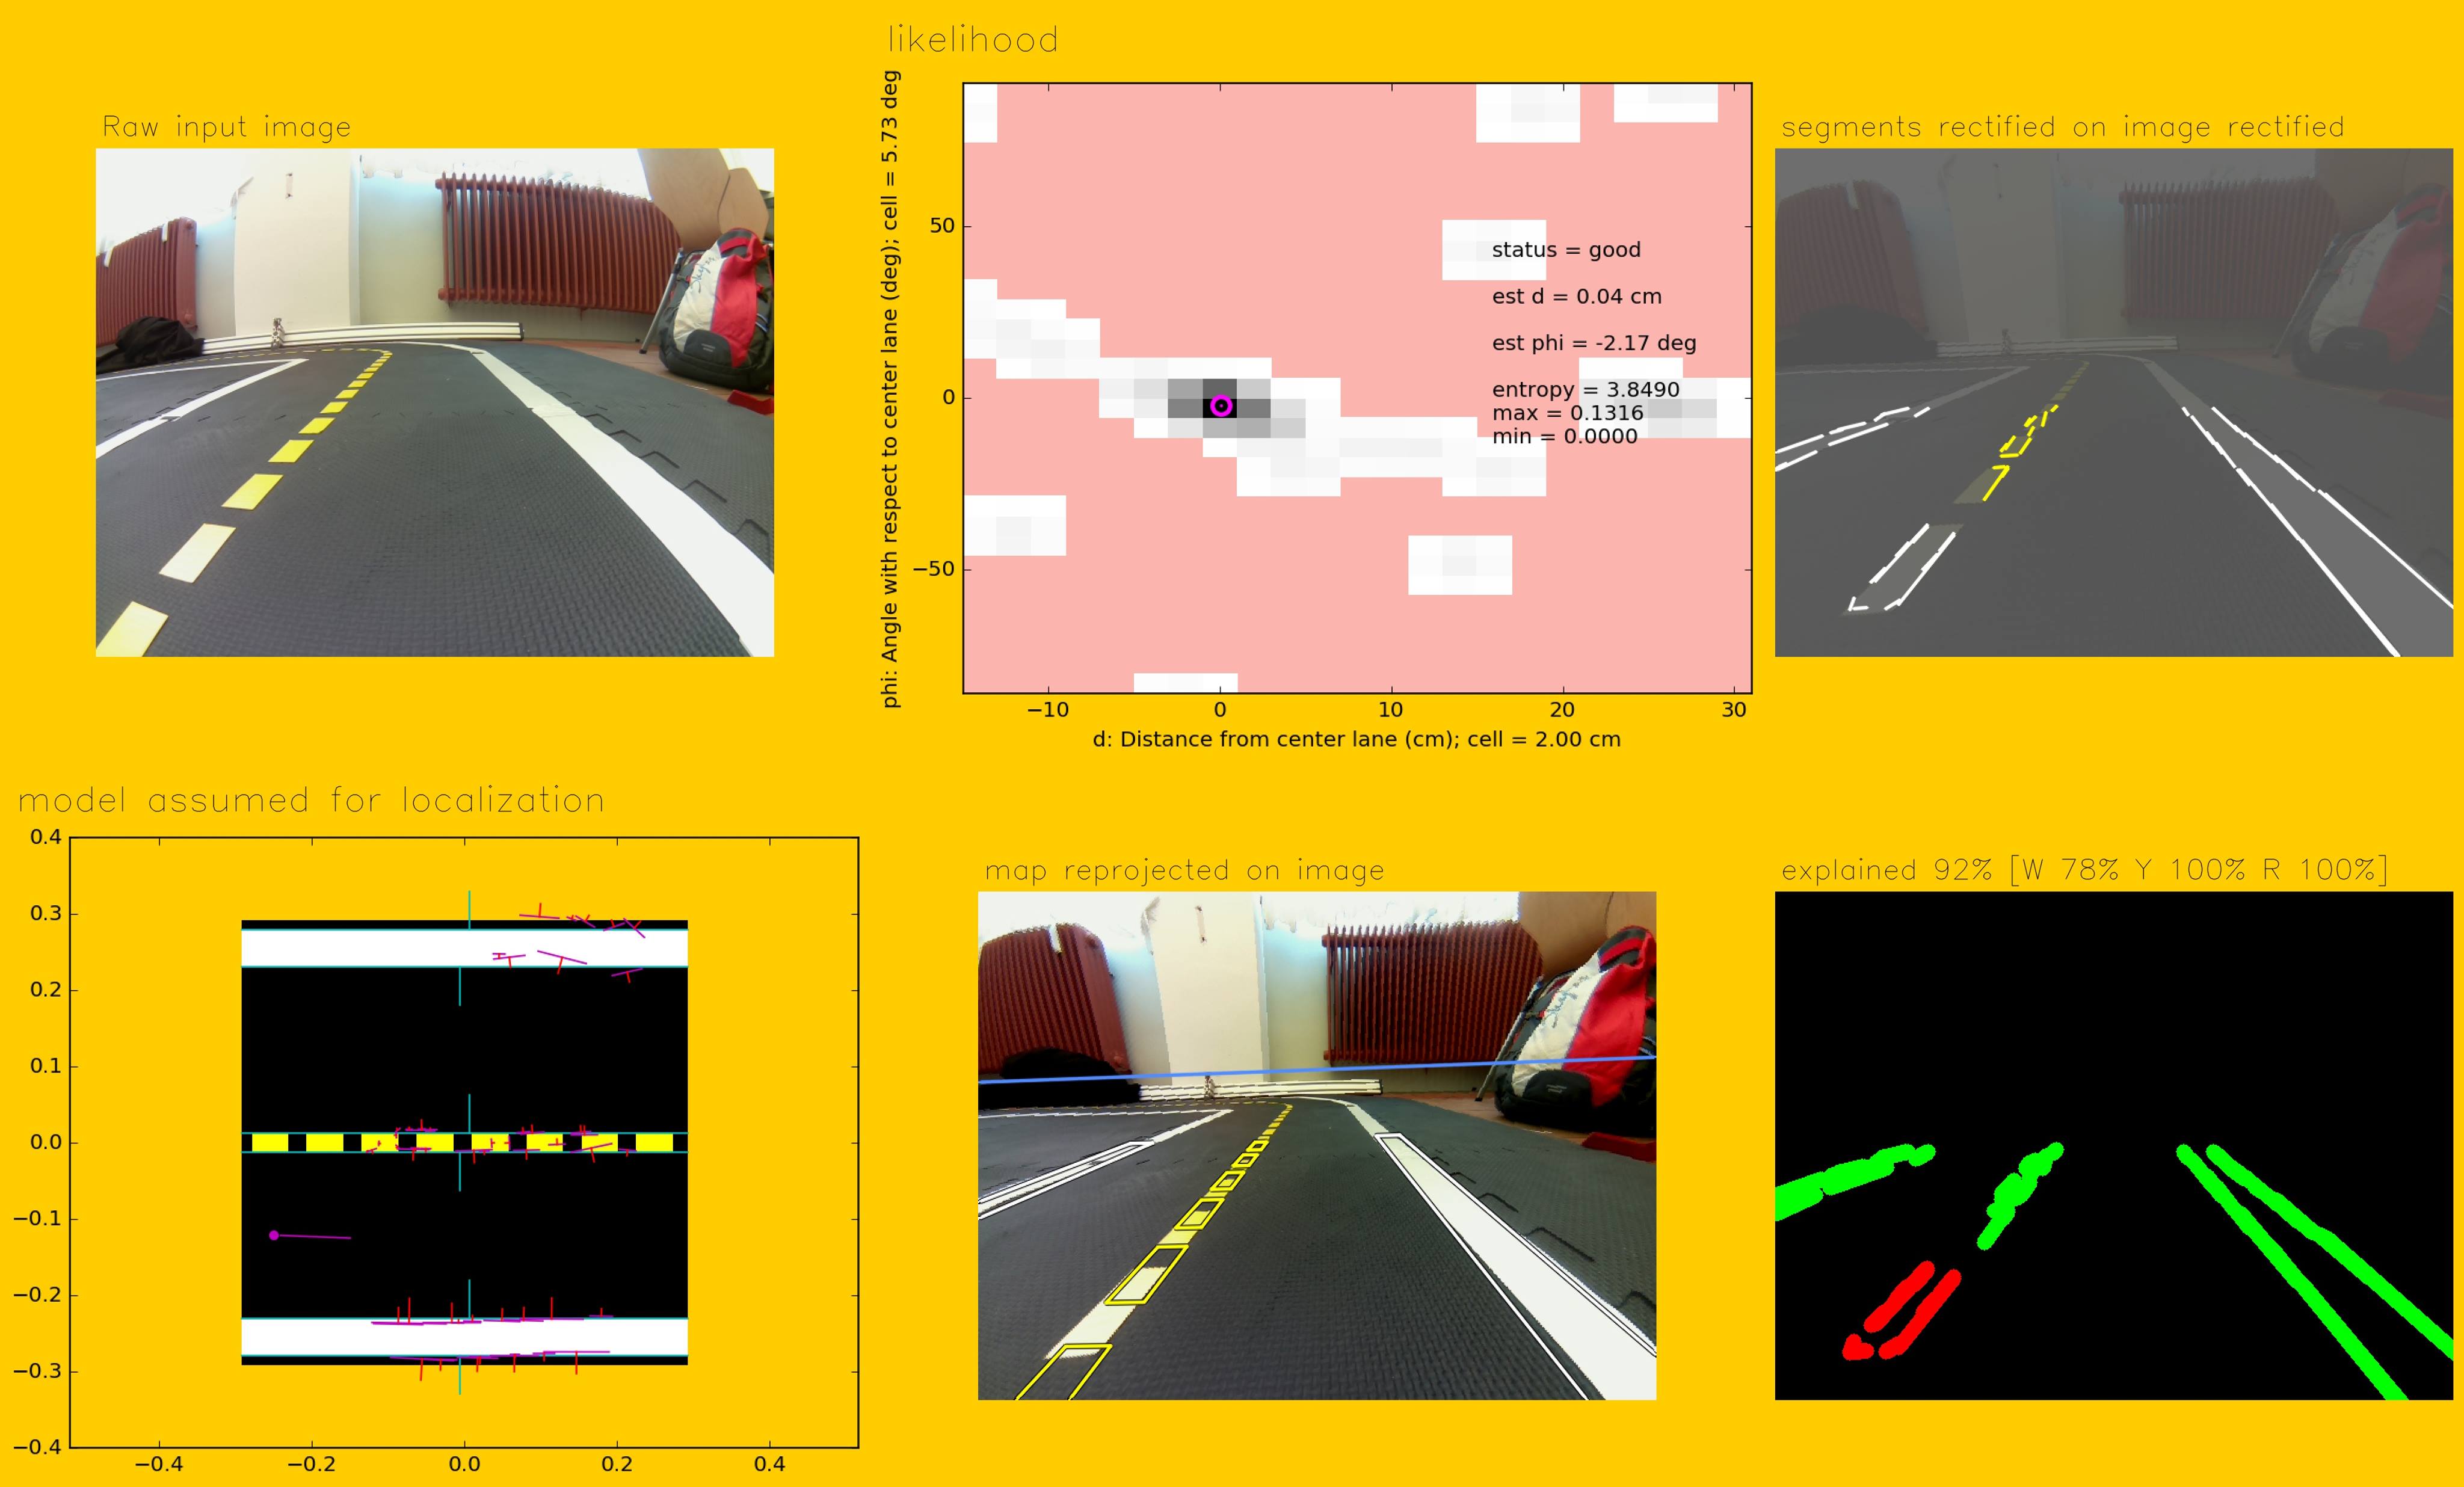 likelihood
Raw input image
phi: Angle with respect to center lane (deg); cell = 5.73 deg
50
0
−50
status = good
est d = 0.04 cm
est phi = -2.17 deg
entropy = 3.8490
max = 0.1316
min = 0.0000
−10 0 10 20 30
d: Distance from center lane (cm); cell = 2.00 cm
segments rectified on image rectified
model assumed for localization
0.4
0.3
0.2
0.1
0.0
−0.1
−0.2
−0.3
−0.4
−0.4 −0.2 0.0 0.2 0.4
map reprojected on image
explained 92% [W 78% Y 100% R 100%]